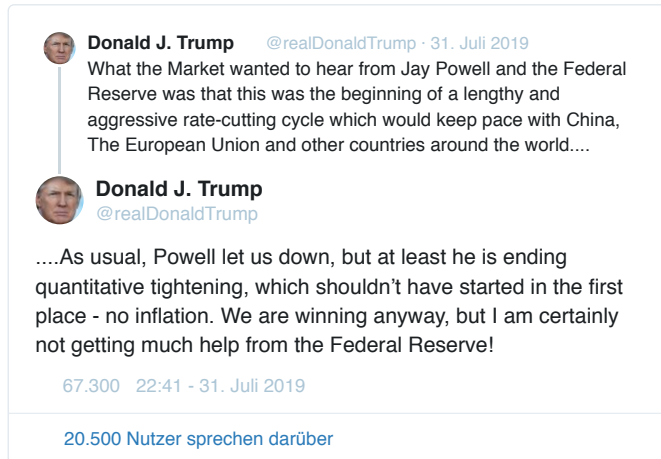 Donald J. Trump @realDonaldTrump · 31. Juli 2019
What the Market wanted to hear from Jay Powell and the Federal
Reserve was that this was the beginning of a lengthy and
aggressive rate-cutting cycle which would keep pace with China,
The European Union and other countries around the world....
Donald J. Trump
@realDonaldTrump
....As usual, Powell let us down, but at least he is ending
quantitative tightening, which shouldn’t have started in the first
place - no inflation. We are winning anyway, but I am certainly
not getting much help from the Federal Reserve!
67.300 22:41 - 31. Juli 2019
20.500 Nutzer sprechen darüber